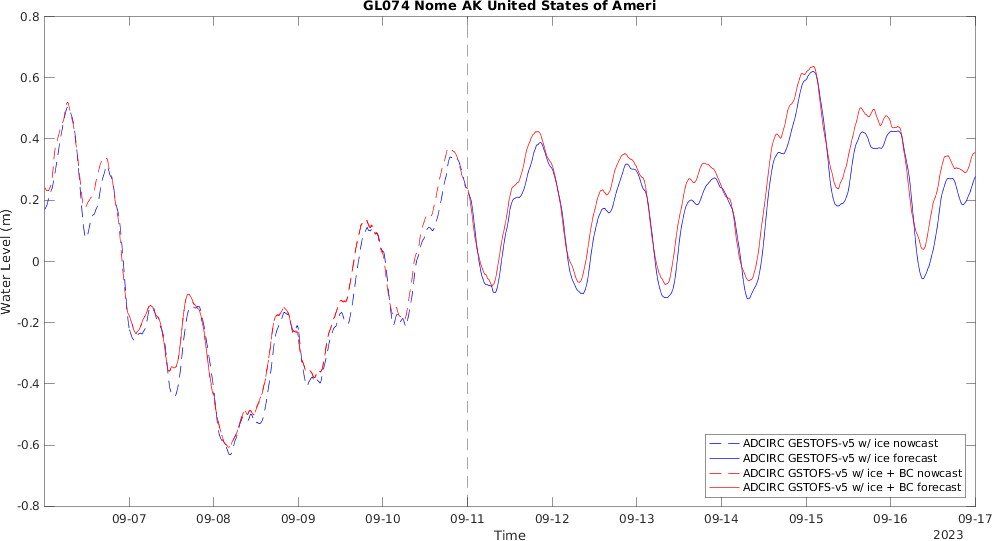 GL074 Nome AK United States of Ameri
0.8
0.6
0.4
0.2
0
-0.2
-0.4
-0.6
-0.8
Water Level (m)
ADCIRC GESTOFS-v5 w/ ice nowcast
ADCIRC GESTOFS-v5 w/ ice forecast
ADCIRC GSTOFS-v5 w/ ice + BC nowcast
ADCIRC GSTOFS-v5 w/ ice + BC forecast
09-07 09-08 09-09 09-10 09-11 09-12 09-13 09-14 09-15 09-16 09-17
Time
2023